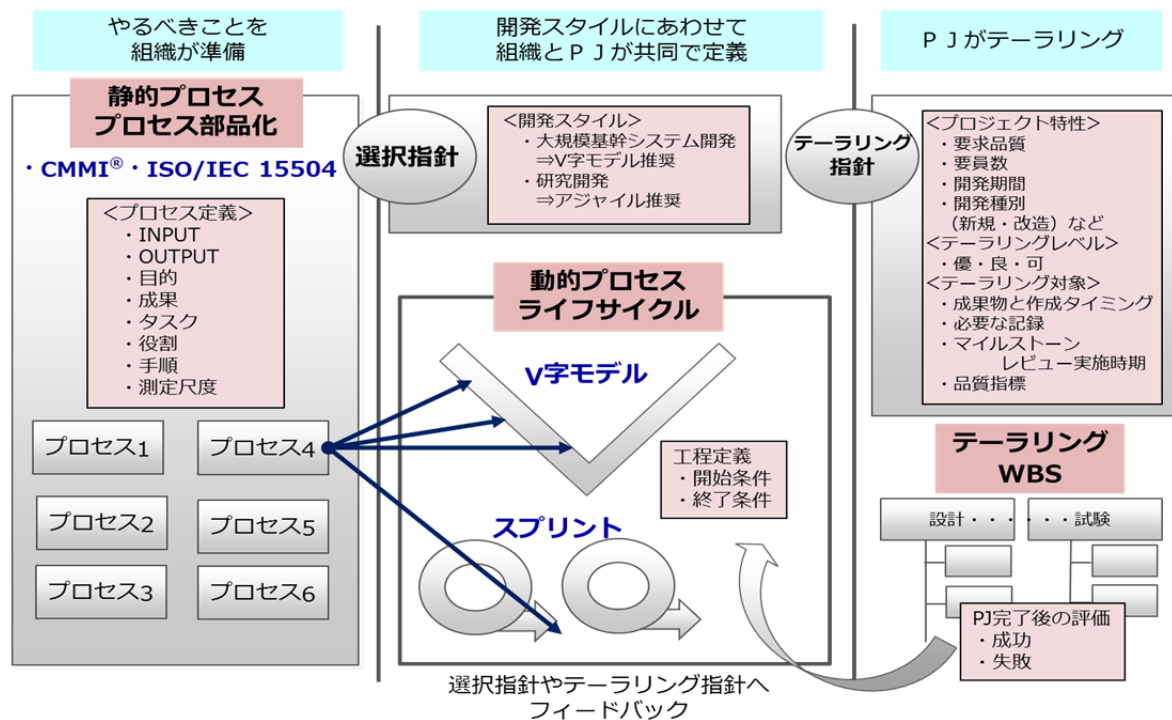 やるべきことを
組織が準備
静的プロセス
プロセス部品化
・CMMI®・ISO/IEC 15504
＜プロセス定義＞
・INPUT
・OUTPUT
・目的
・成果
・タスク
・役割
・手順
・測定尺度
プロセス1
プロセス4
プロセス2
プロセス5
プロセス3
プロセス6
選択指針
開発スタイルにあわせて
組織とＰＪが共同で定義
＜開発スタイル＞
・大規模基幹システム開発
⇒V字モデル推奨
・研究開発
⇒アジャイル推奨
動的プロセス
ライフサイクル
V字モデル
工程定義
・開始条件
・終了条件
スプリント
選択指針やテーラリング指針へ
フィードバック
テーラリング
指針
ＰＪがテーラリング
＜プロジェクト特性＞
・要求品質
・要員数
・開発期間
・開発種別
（新規・改造）など
＜テーラリングレベル＞
・優・良・可
＜テーラリング対象＞
・成果物と作成タイミング
・必要な記録
・マイルストーン
レビュー実施時期
・品質指標
テーラリング
WBS
設計・・・・・・試験
PJ完了後の評価
・成功
・失敗